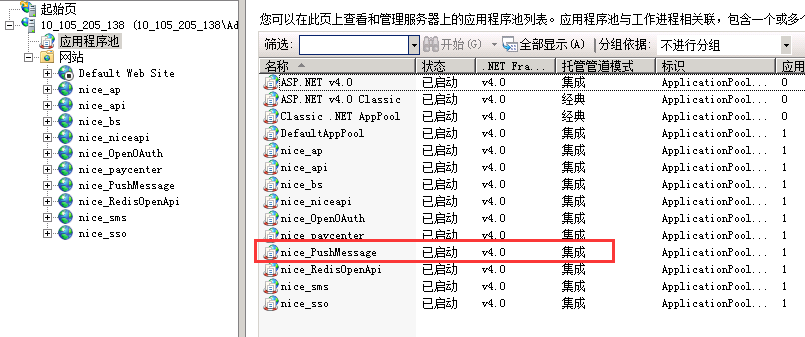 起始页
10_105_205_138 (10_105_205_138\Ad
应用程序池
网站
Default Web Site
nice_ap
nice_api
nice_bs
nice_niceapi
nice_OpenOAuth
nice_paycenter
nice_PushMessage
nice_RedisOpenApi
nice_sms
nice_sso
您可以在此页上查看和管理服务器上的应用程序池列表。应用程序池与工作进程相关联，包含一个或多个
筛选: 开始(G) 全部显示(A) 分组依据: 不进行分组
名称 状态 .NET Fra... 托管管道模式 标识 应用
ASP.NET v4.0 已启动 v4.0 集成 ApplicationPool... 0
ASP.NET v4.0 Classic 已启动 v4.0 经典 ApplicationPool... 0
Classic .NET AppPool 已启动 v4.0 经典 ApplicationPool... 0
DefaultAppPool 已启动 v4.0 集成 ApplicationPool... 1
nice_ap 已启动 v4.0 集成 ApplicationPool... 1
nice_api 已启动 v4.0 集成 ApplicationPool... 1
nice_bs 已启动 v4.0 集成 ApplicationPool... 1
nice_niceapi 已启动 v4.0 集成 ApplicationPool... 1
nice_OpenOAuth 已启动 v4.0 集成 ApplicationPool... 1
nice_paycenter 已启动 v4.0 集成 ApplicationPool... 1
nice_PushMessage 已启动 v4.0 集成 ApplicationPool... 1
nice_RedisOpenApi 已启动 v4.0 集成 ApplicationPool... 1
nice_sms 已启动 v4.0 集成 ApplicationPool... 1
nice_sso 已启动 v4.0 集成 ApplicationPool... 1